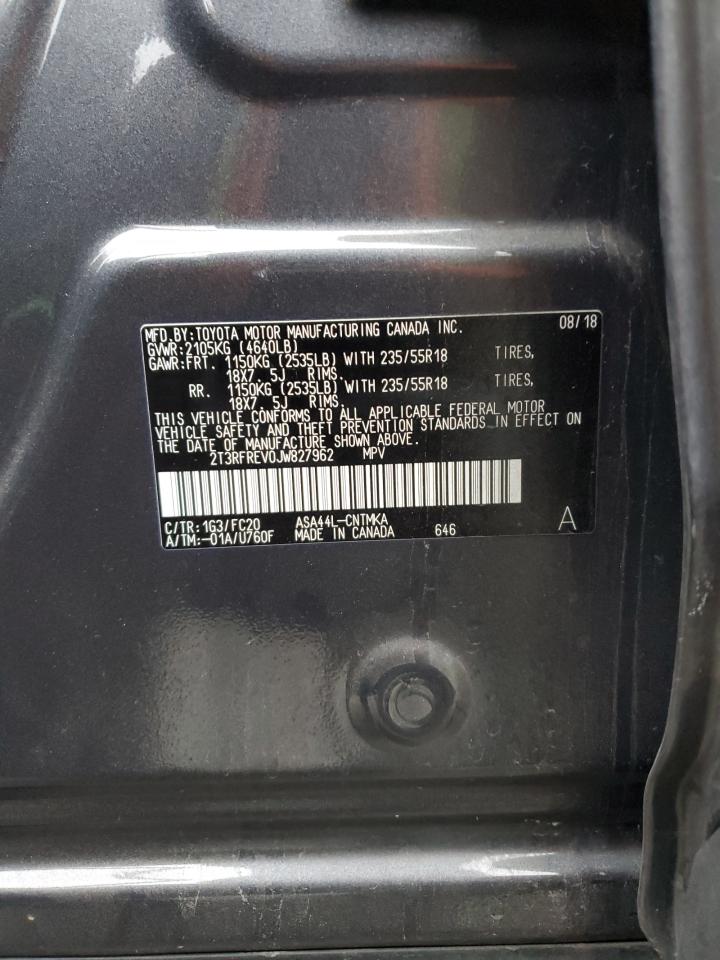 MFD.BY:TOYOTA MOTOR MANUFACTURING CANADA INC. 08/18
GVWR:2105KG (4640LB)
GAWR:FRT. 1150KG (2535LB) WITH 235/55R18 TIRES,
18X7 5J RIMS.
RR. 1150KG (2535LB) WITH 235/55R18 TIRES,
18X7 5J RIMS.
THIS VEHICLE CONFORMS TO ALL APPLICABLE FEDERAL MOTOR
VEHICLE SAFETY AND THEFT PREVENTION STANDARDS IN EFFECT ON
THE DATE OF MANUFACTURE SHOWN ABOVE.
2T3RFREV0JW827962 MPV
C/TR:1G3/FC20 ASA44L-CNTMKA A
A/TM:-01A/U760F MADE IN CANADA 646